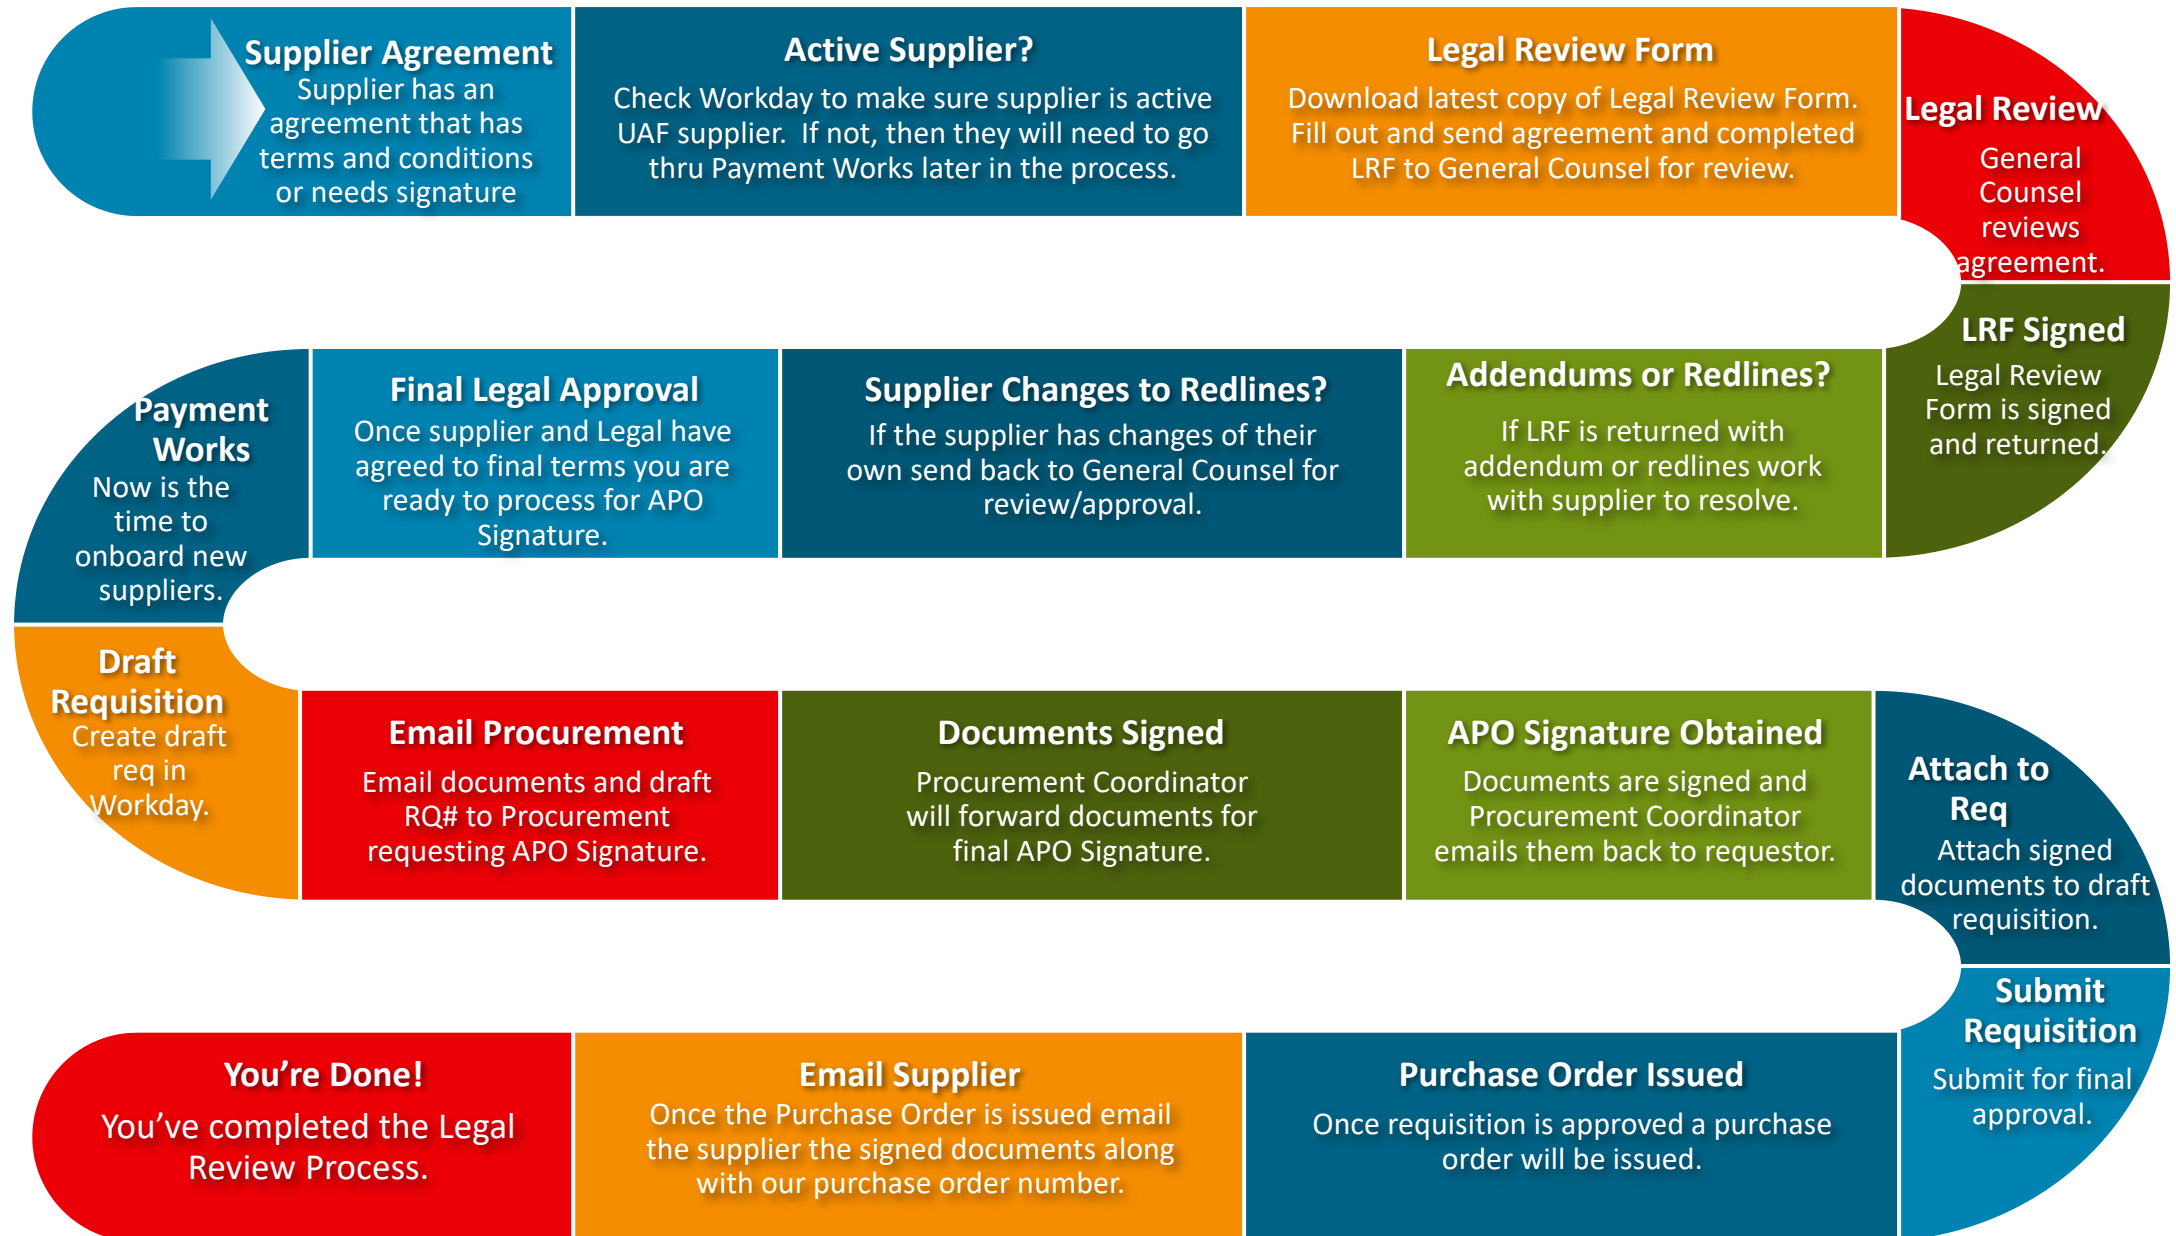 Supplier Agreement
Supplier has an
agreement that has
terms and conditions
or needs signature
Active Supplier?
Check Workday to make sure supplier is active
UAF supplier. If not, then they will need to go
thru Payment Works later in the process.
Legal Review Form
Download latest copy of Legal Review Form.
Fill out and send agreement and completed
LRF to General Counsel for review.
Legal Review
General
Counsel
reviews
agreement.
LRF Signed
Legal Review
Form is signed
and returned.
Addendums or Redlines?
If LRF is returned with
addendum or redlines work
with supplier to resolve.
Supplier Changes to Redlines?
If the supplier has changes of their
own send back to General Counsel for
review/approval.
Final Legal Approval
Once supplier and Legal have
agreed to final terms you are
ready to process for APO
Signature.
Payment
Works
Now is the
time to
onboard new
suppliers.
Draft
Requisition
Create draft
req in
Workday.
Email Procurement
Email documents and draft
RQ# to Procurement
requesting APO Signature.
Documents Signed
Procurement Coordinator
will forward documents for
final APO Signature.
APO Signature Obtained
Documents are signed and
Procurement Coordinator
emails them back to requestor.
Attach to
Req
Attach signed
documents to draft
requisition.
Submit
Requisition
Submit for final
approval.
Purchase Order Issued
Once requisition is approved a purchase
order will be issued.
Email Supplier
Once the Purchase Order is issued email
the supplier the signed documents along
with our purchase order number.
You’re Done!
You’ve completed the Legal
Review Process.